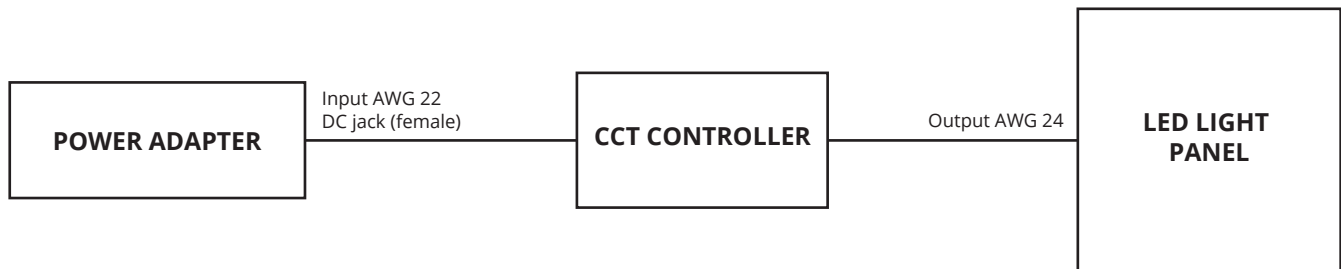 POWER ADAPTER
Input AWG 22
DC jack (female)
CCT CONTROLLER
Output AWG 24
LED LIGHT
PANEL